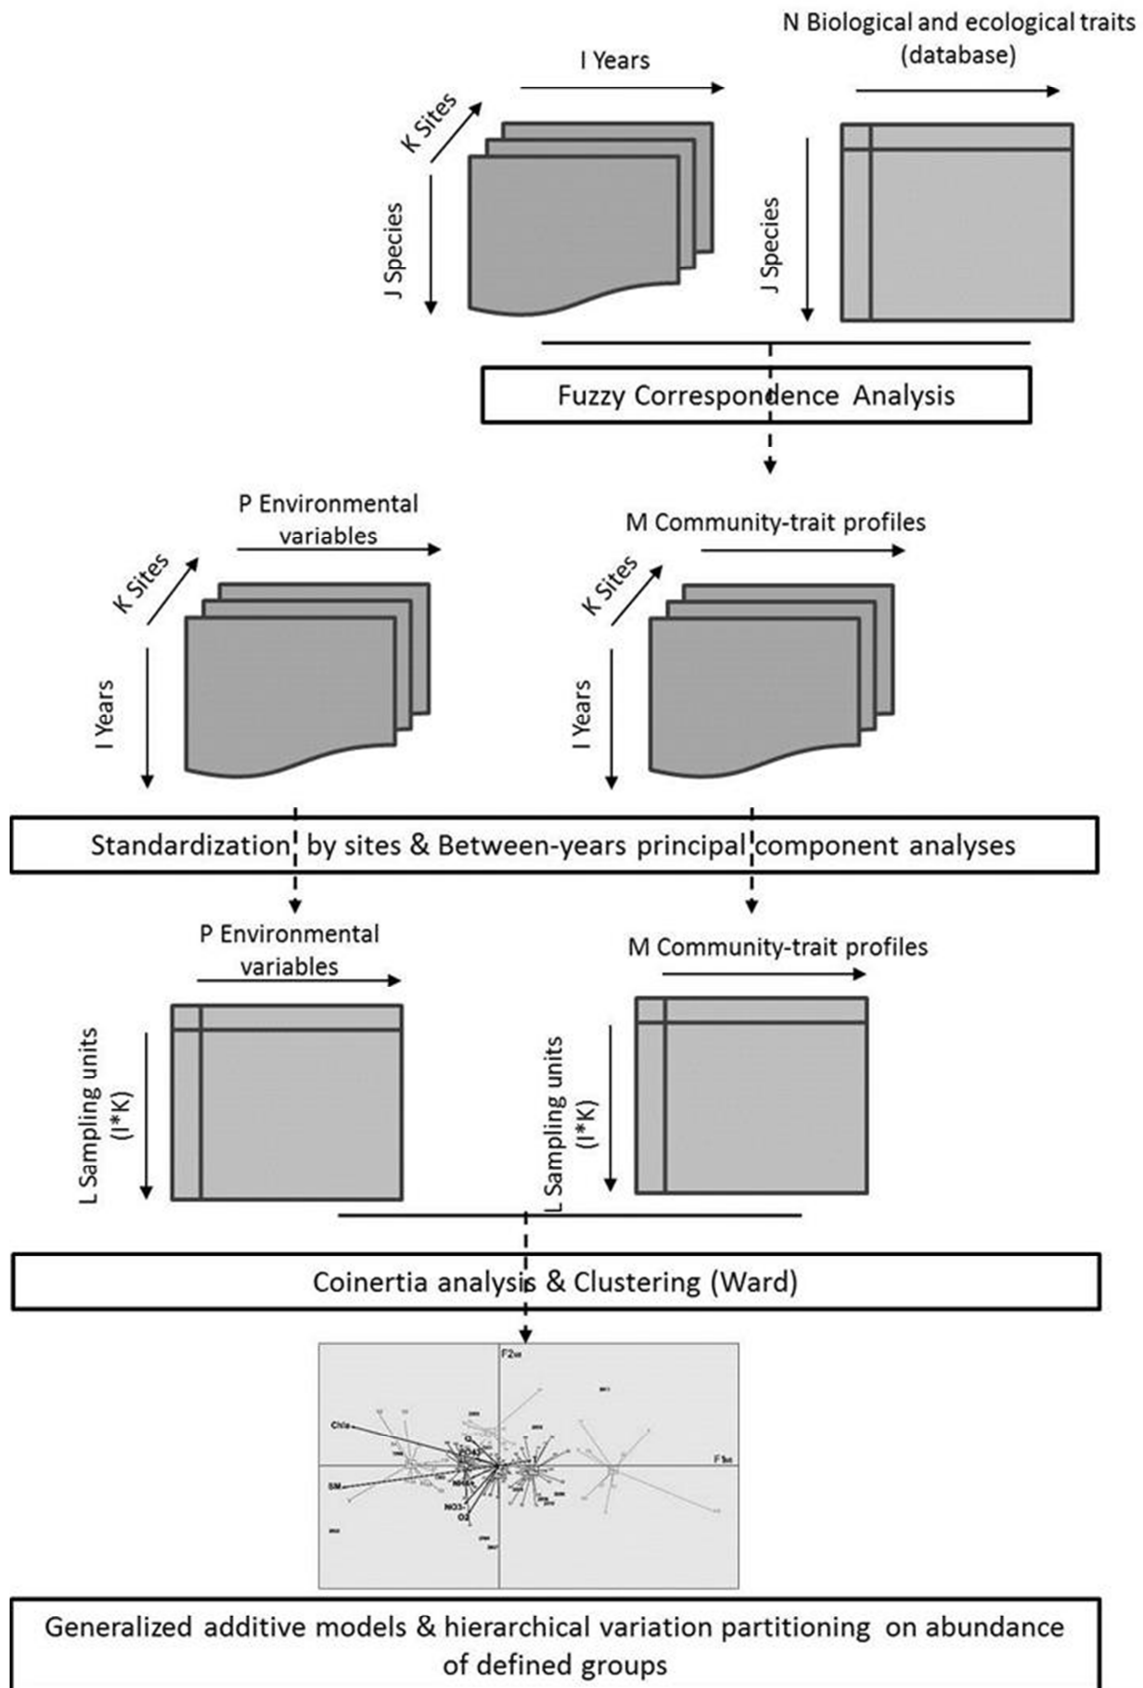 N Biological and ecological traits
(database)
I Years
K Sites
J Species
J Species
Fuzzy Correspondence Analysis
P Environmental
variables
M Community-trait profiles
K Sites
K Sites
I Years
I Years
Standardization by sites & Between-years principal component analyses
P Environmental
variables
M Community-trait profiles
L Sampling units
(I*K)
L Sampling units
(I*K)
Coinertia analysis & Clustering (Ward)
Chla
SM
NO3-
O2
Generalized additive models & hierarchical variation partitioning on abundance
of defined groups